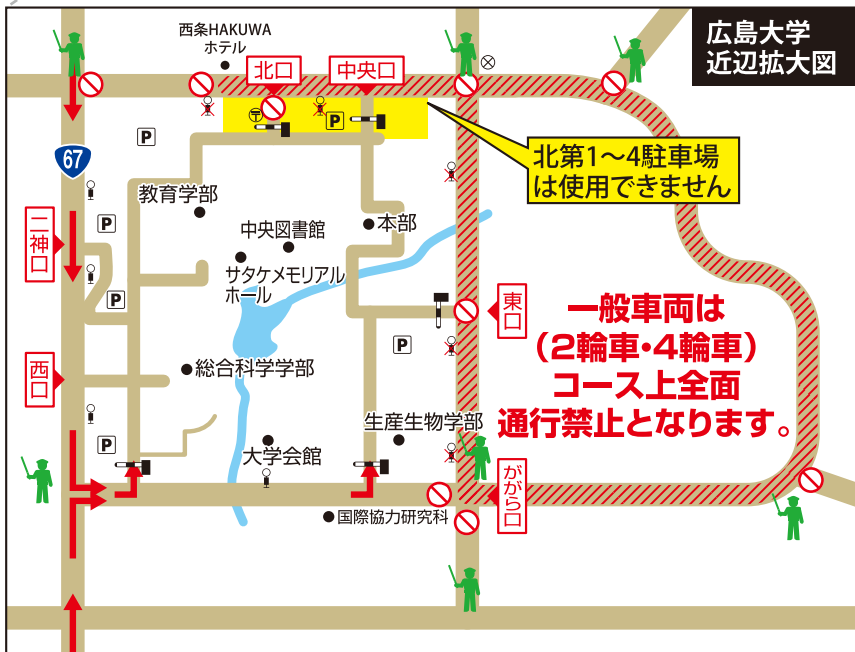 広島大学
近辺拡大図
西条HAKUWA
ホテル
北口
中央口
〒
P
P
北第1～4駐車場
は使用できません
67
教育学部
P
中央図書館
本部
二神口
サタケメモリアル
ホール
P
東口
一般車両は
（2輪車・4輪車）
コース上全面
通行禁止となります。
P
西口
総合科学学部
生産生物学部
P
大学会館
ががら口
国際協力研究科